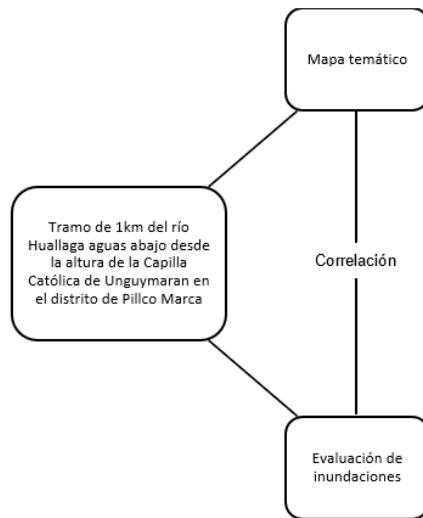 Mapa temático
Tramo de 1km del río
Huallaga aguas abajo desde
la altura de la Capilla
Católica de Unguymaran en
el distrito de Pillco Marca
Correlación
Evaluación de
inundaciones